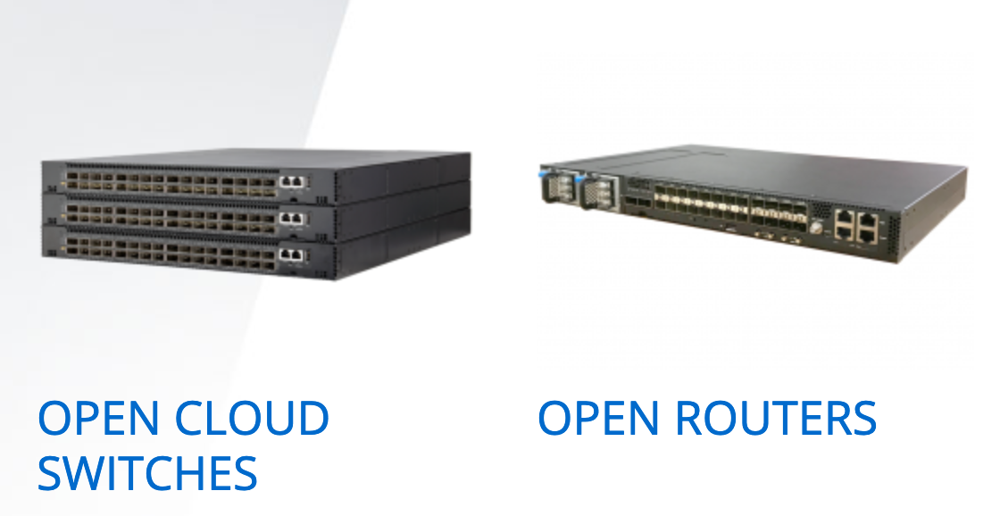 OPEN CLOUD
SWITCHES
OPEN ROUTERS